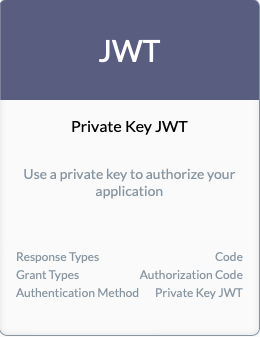 JWT
Private Key JWT
Use a private key to authorize your
application
Response Types Code
Grant Types Authorization Code
Authentication Method Private Key JWT